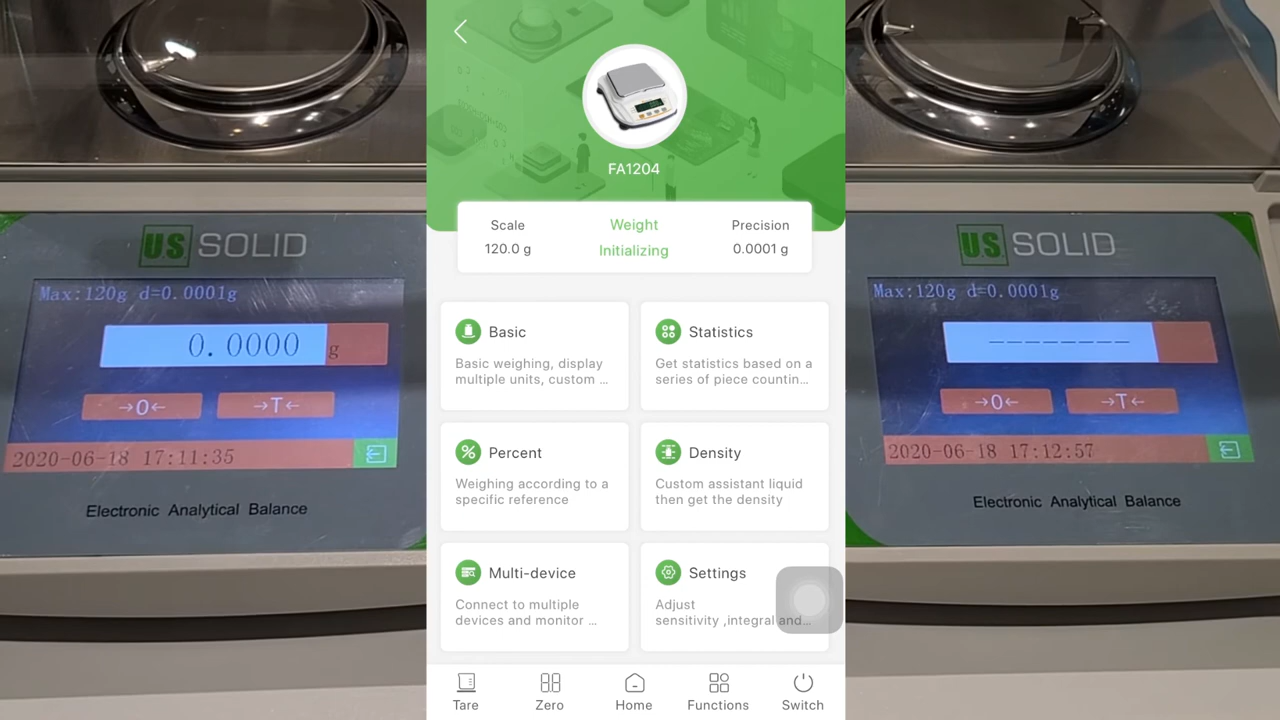 U.S. SOLID
Max:120g d=0.0001g
0.0000 g
→0←
→T←
2020-06-18 17:11:35
Electronic Analytical Balance
FA1204
Scale
120.0 g
Weight
Initializing
Precision
0.0001 g
Basic
Basic weighing, display
multiple units, custom ...
Statistics
Get statistics based on a
series of piece countin...
Percent
Weighing according to a
specific reference
Density
Custom assistant liquid
then get the density
Multi-device
Connect to multiple
devices and monitor ...
Settings
Adjust
sensitivity ,integral and...
Tare
Zero
Home
Functions
Switch
U.S. SOLID
Max:120g d=0.0001g
--------
→0←
→T←
2020-06-18 17:12:57
Electronic Analytical Balance